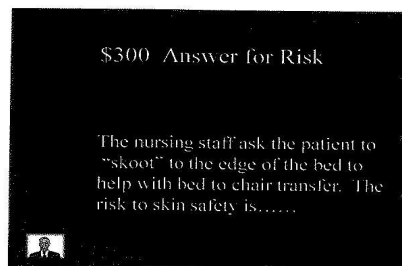 $300 Answer for Risk
The nursing staff ask the patient to
"skoot" to the edge of the bed to
help with bed to chair transfer. The
risk to skin safety is......